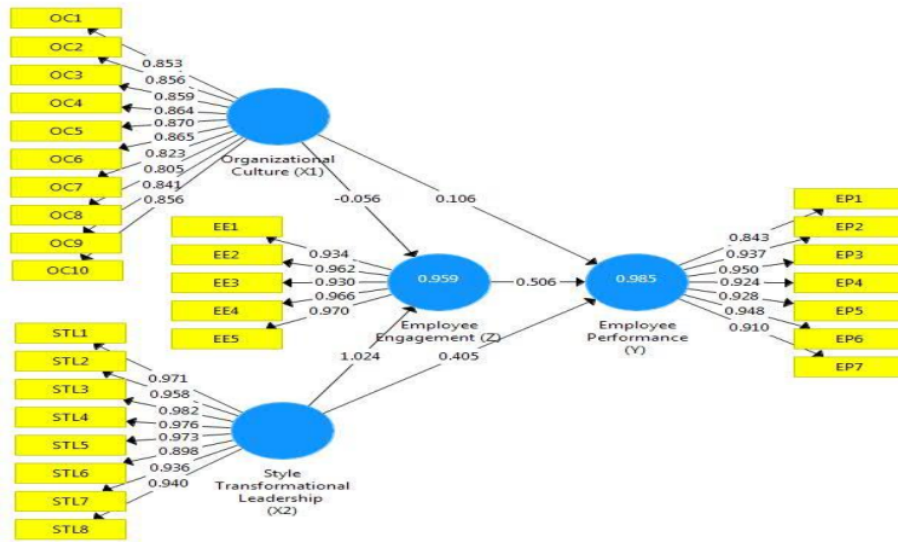 OC1
OC2
OC3
OC4
OC5
OC6
OC7
OC8
OC9
OC10
0.853
0.856
0.859
0.864
0.870
0.865
0.823
0.805
0.841
0.856
Organizational
Culture (X1)
-0.056
0.106
EE1
EE2
EE3
EE4
EE5
0.934
0.962
0.930
0.966
0.970
0.959
Employee
Engagement (Z)
0.506
0.985
Employee
Performance
(Y)
0.843
0.937
0.950
0.924
0.928
0.948
0.910
EP1
EP2
EP3
EP4
EP5
EP6
EP7
1.024
0.405
STL1
STL2
STL3
STL4
STL5
STL6
STL7
STL8
0.971
0.958
0.982
0.976
0.973
0.898
0.936
0.940
Style
Transformational
Leadership
(X2)